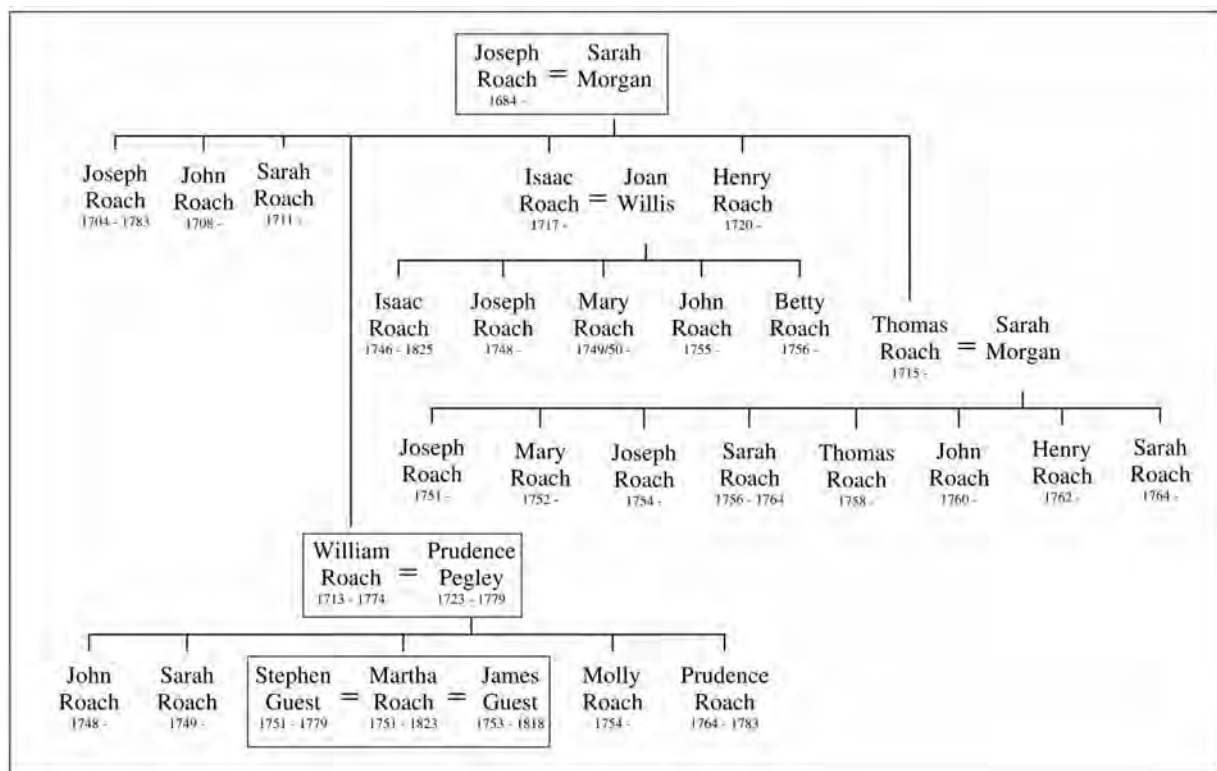 Joseph Sarah
Roach = Morgan
1684 -
Joseph John Sarah Isaac Joan Henry
Roach Roach Roach Roach = Willis Roach
1704 - 1783 1708 - 1711 - 1717 - 1720 -
Isaac Joseph Mary John Betty
Roach Roach Roach Roach Roach
1746 - 1825 1748 - 1749/50 - 1755 - 1756 -
Thomas Sarah
Roach = Morgan
1715 -
Joseph Mary Joseph Sarah Thomas John Henry Sarah
Roach Roach Roach Roach Roach Roach Roach Roach
1751 - 1752 - 1754 - 1756 - 1764 1758 - 1760 - 1762 - 1764 -
William Prudence
Roach = Pegley
1713 - 1774 1723 - 1779
John Sarah Stephen Martha James Molly Prudence
Roach Roach Guest = Roach = Guest Roach Roach
1748 - 1749 - 1751 - 1779 1751 - 1823 1753 - 1818 1754 - 1764 - 1783